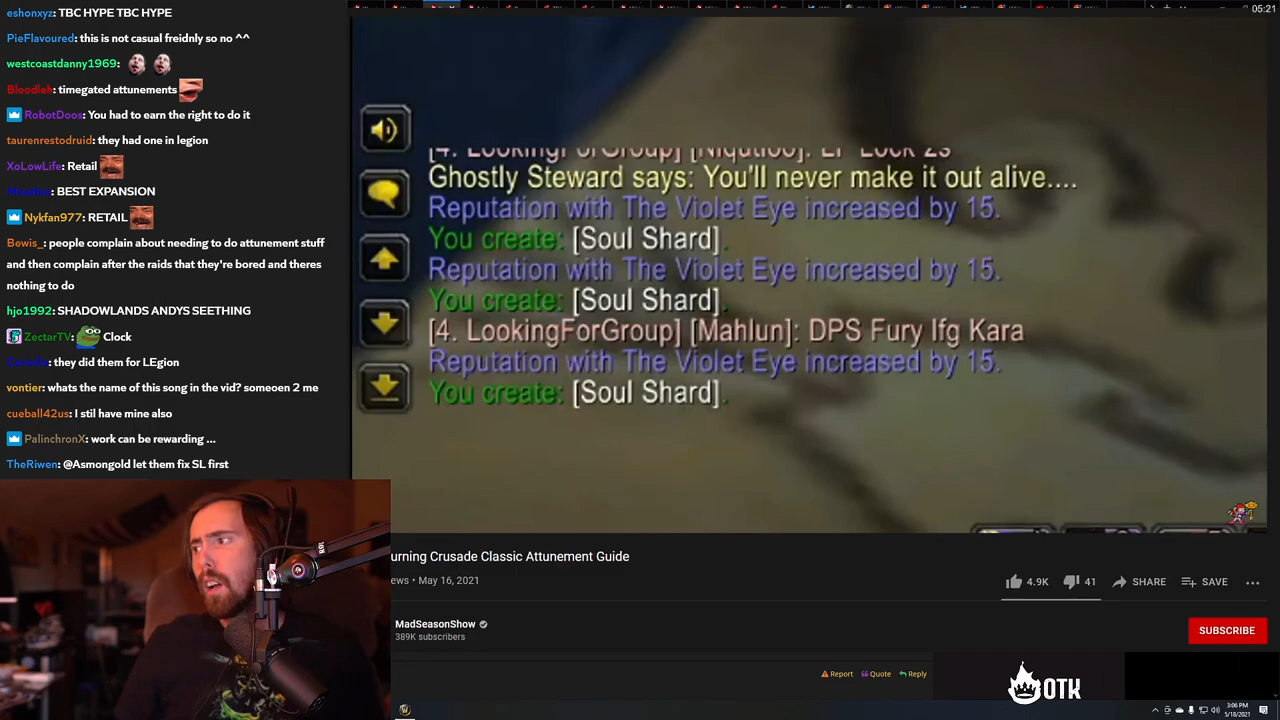 eshonxyz: TBC HYPE TBC HYPE
PieFlavoured: this is not casual freidnly so no ^^
westcoastdanny1969:
Bloodleh: timegated attunements
RobotDoos: You had to earn the right to do it
taurenrestodruid: they had one in legion
XoLowLife: Retail
BEST EXPANSION
Nykfan977: RETAIL
Bewis_: people complain about needing to do attunement stuff
and then complain after the raids that they're bored and theres
nothing to do
hjo1992: SHADOWLANDS ANDYS SEETHING
ZectarTV: Clock
they did them for LEgion
vontier: whats the name of this song in the vid? someoen 2 me
cueball42us: I stil have mine also
PalinchronX: work can be rewarding ...
TheRiwen: @Asmongold let them fix SL first
05:21
[4. LookingForGroup]
Ghostly Steward says: You'll never make it out alive....
Reputation with The Violet Eye increased by 15.
You create: [Soul Shard].
Reputation with The Violet Eye increased by 15.
You create: [Soul Shard].
[4. LookingForGroup] [Mahlun]: DPS Fury lfg Kara
Reputation with The Violet Eye increased by 15.
You create: [Soul Shard].
urning Crusade Classic Attunement Guide
ews • May 16, 2021
4.9K
41
SHARE
SAVE
MadSeasonShow
389K subscribers
SUBSCRIBE
Report
Quote
Reply
OTK
3:06 PM
5/18/2021